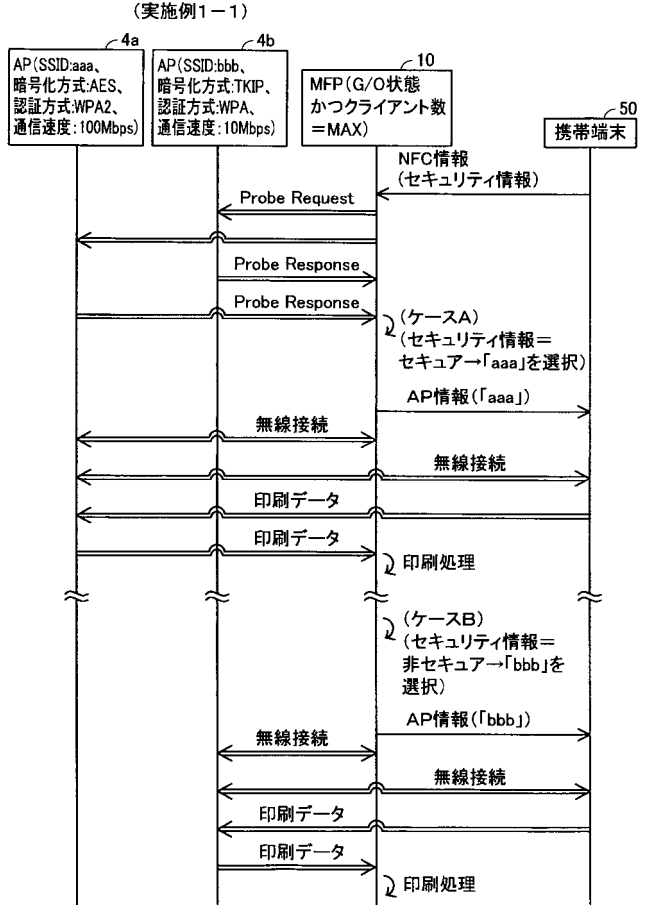 (実施例1-1)
4a
AP(SSID:aaa、
暗号化方式:AES、
認証方式:WPA2、
通信速度:100Mbps)
4b
AP(SSID:bbb、
暗号化方式:TKIP、
認証方式:WPA、
通信速度:10Mbps)
10
MFP(G/O状態
かつクライアント数
=MAX)
50
携帯端末
NFC情報
(セキュリティ情報)
Probe Request
Probe Response
Probe Response
(ケースA)
(セキュリティ情報=
セキュア→「aaa」を選択)
AP情報(「aaa」)
無線接続
無線接続
印刷データ
印刷データ
印刷処理
(ケースB)
(セキュリティ情報=
非セキュア→「bbb」を
選択)
AP情報(「bbb」)
無線接続
無線接続
印刷データ
印刷データ
印刷処理